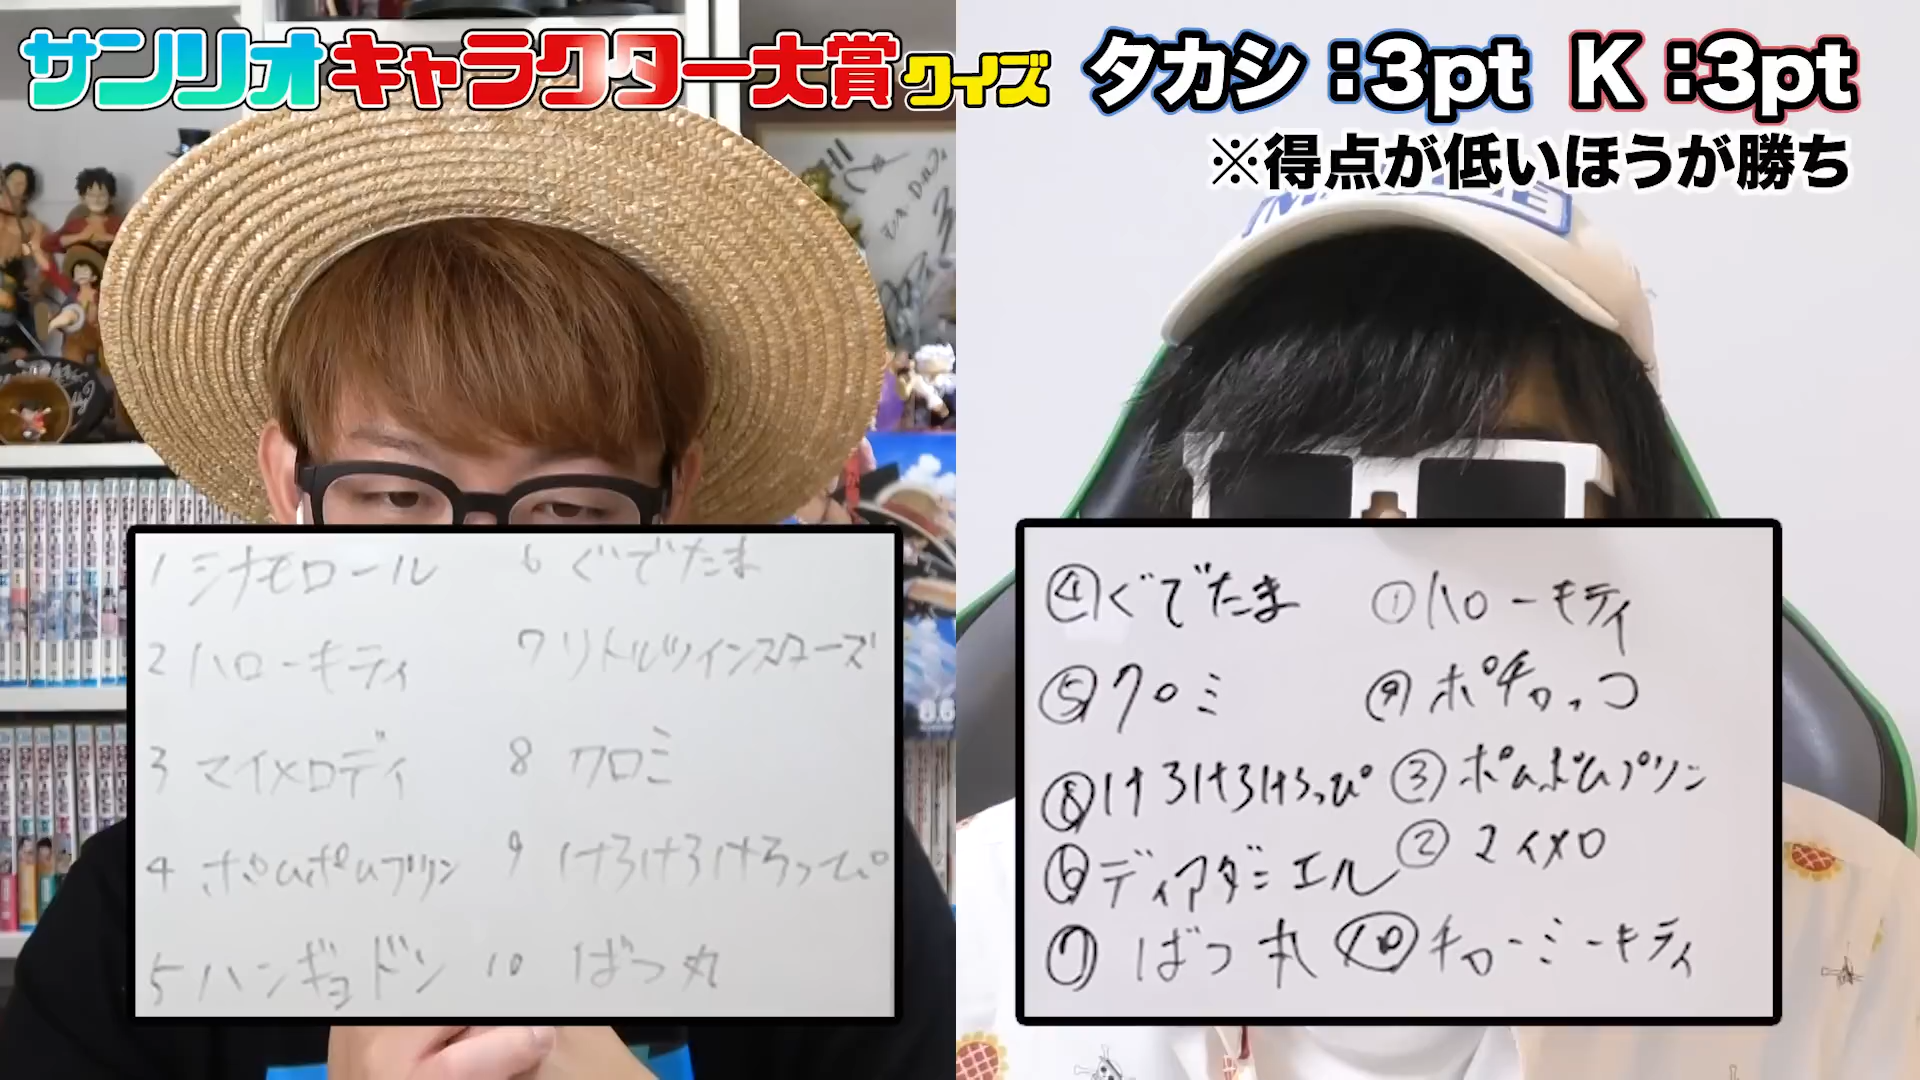 サンリオキャラクター大賞クイズ
タカシ:3pt K:3pt
※得点が低いほうが勝ち
1 シナモロール
2 ハローキティ
3 マイメロディ
4 ポムポムプリン
5 ハンギョドン
6 ぐでたま
7 リトルツインスターズ
8 クロミ
9 けろけろけろっぴ
10 ばつ丸
④ぐでたま
⑤クロミ
⑧けろけろけろっぴ
⑥ディアダニエル
⑦ばつ丸
①ハローキティ
⑨ポチャッコ
③ポムポムプリン
②マイメロ
⑩チャーミーキティ